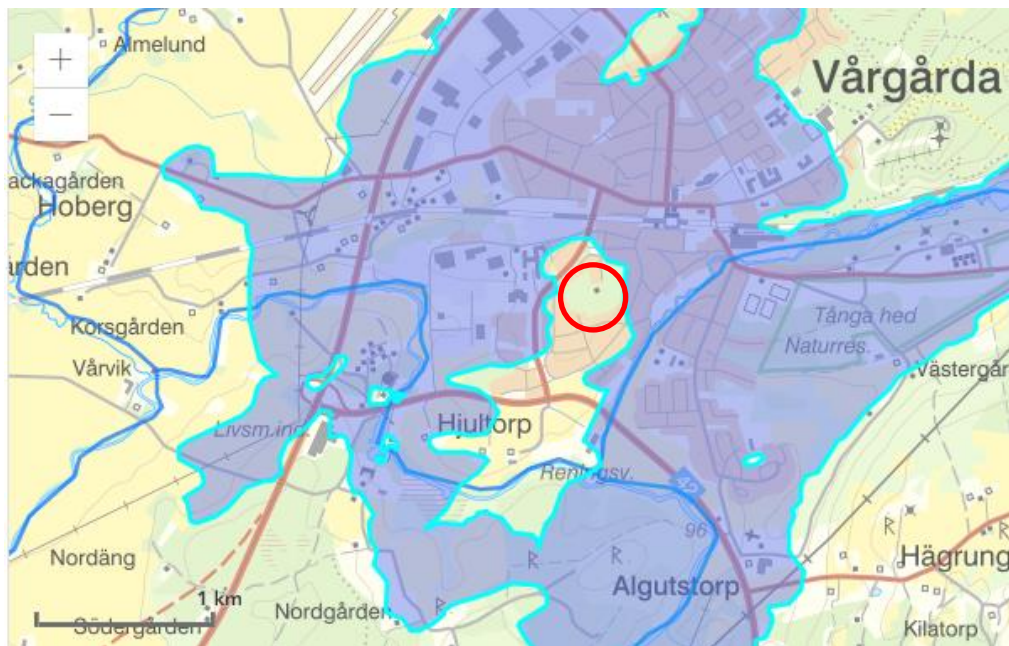 +
Almelund
−
Vårgårda
ackagården
Hoberg
Korsgården
Vårvik
Tånga hed
Naturres.
Västergår
Livsm.ind.
Hjultorp
Reningsv.
42
96
R
R
R
R
R
Nordäng
Algutstorp
Hägrung
1 km
Södergården
Nordgården
Kilatorp